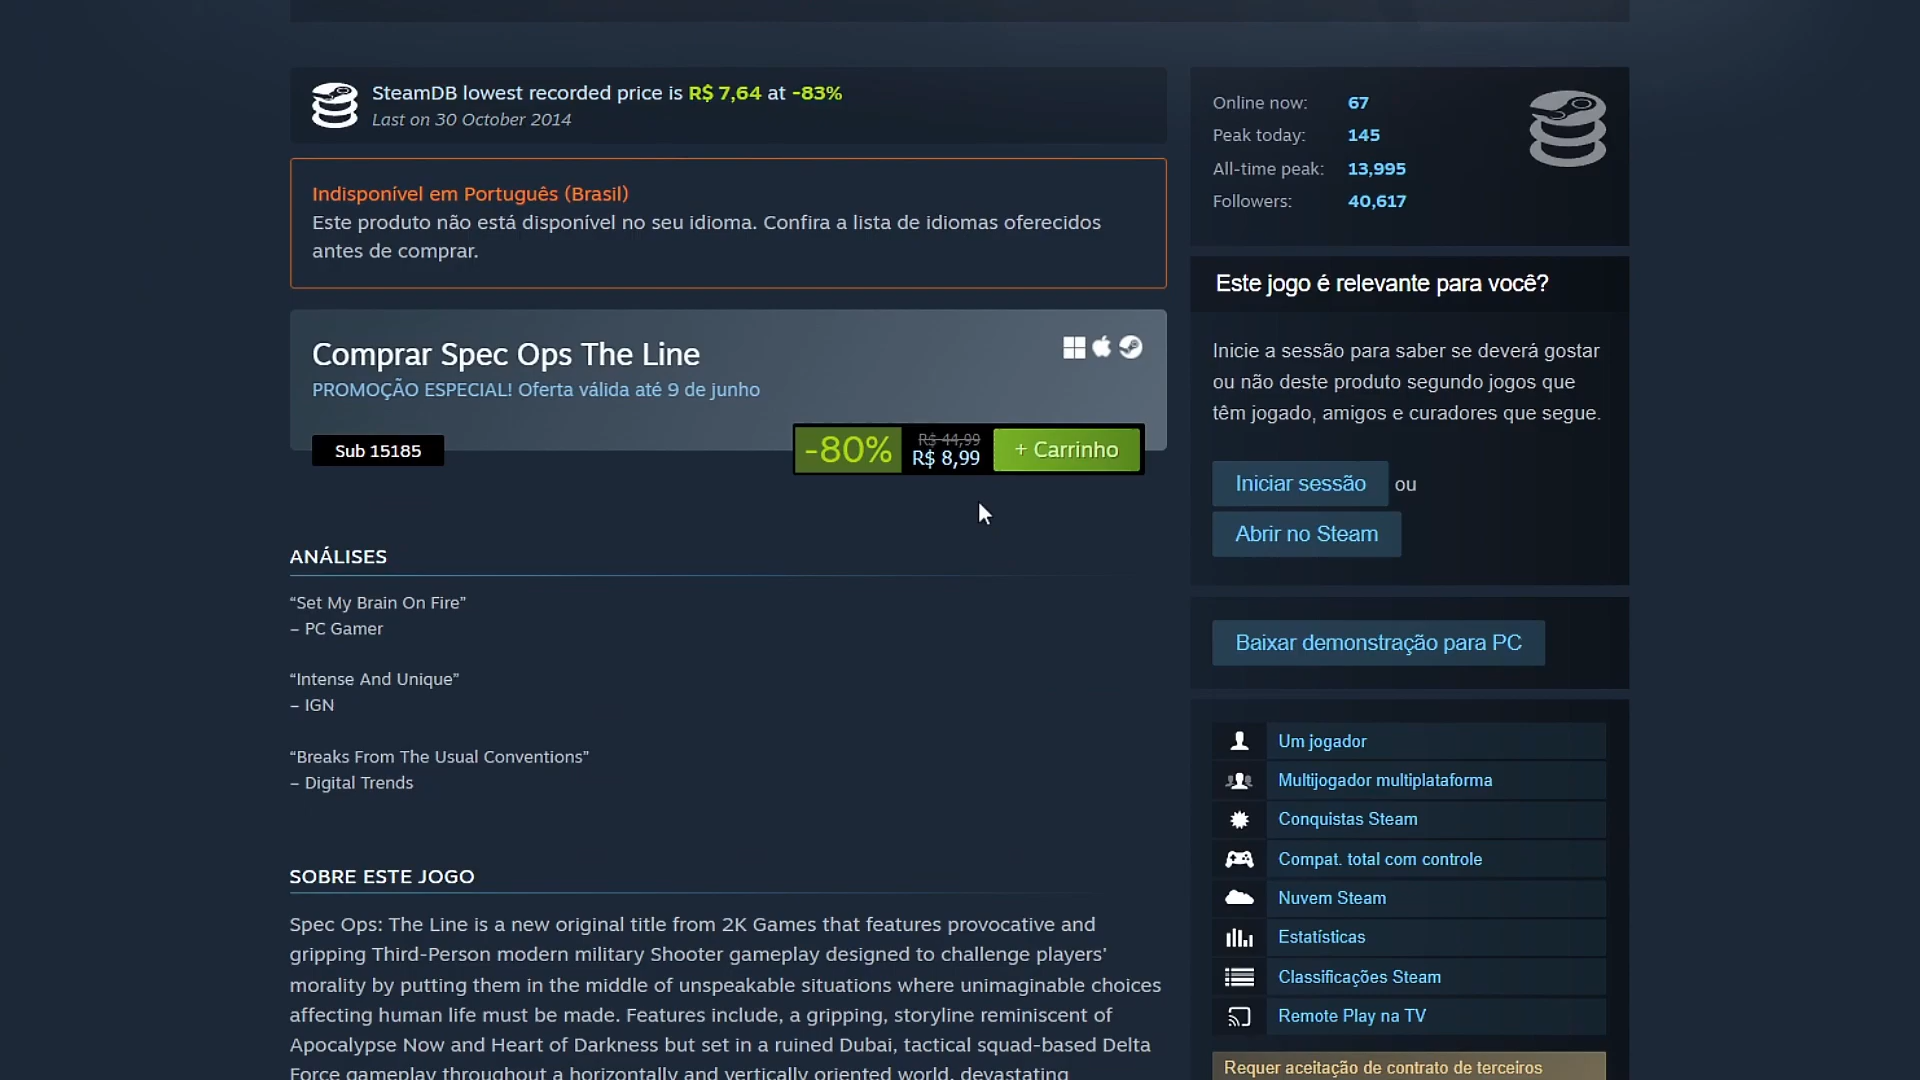 SteamDB lowest recorded price is R$ 7,64 at -83%
Last on 30 October 2014
Indisponível em Português (Brasil)
Este produto não está disponível no seu idioma. Confira a lista de idiomas oferecidos
antes de comprar.
Comprar Spec Ops The Line
PROMOÇÃO ESPECIAL! Oferta válida até 9 de junho
Sub 15185
-80%
R$ 44,99
R$ 8,99
+ Carrinho
ANÁLISES
“Set My Brain On Fire”
– PC Gamer
“Intense And Unique”
– IGN
“Breaks From The Usual Conventions”
– Digital Trends
SOBRE ESTE JOGO
Spec Ops: The Line is a new original title from 2K Games that features provocative and
gripping Third-Person modern military Shooter gameplay designed to challenge players’
morality by putting them in the middle of unspeakable situations where unimaginable choices
affecting human life must be made. Features include, a gripping, storyline reminiscent of
Apocalypse Now and Heart of Darkness but set in a ruined Dubai, tactical squad-based Delta
Force gameplay throughout a horizontally and vertically oriented world, devastating
Online now: 67
Peak today: 145
All-time peak: 13,995
Followers: 40,617
Este jogo é relevante para você?
Inicie a sessão para saber se deverá gostar
ou não deste produto segundo jogos que
têm jogado, amigos e curadores que segue.
Iniciar sessão ou
Abrir no Steam
Baixar demonstração para PC
Um jogador
Multijogador multiplataforma
Conquistas Steam
Compat. total com controle
Nuvem Steam
Estatísticas
Classificações Steam
Remote Play na TV
Requer aceitação de contrato de terceiros